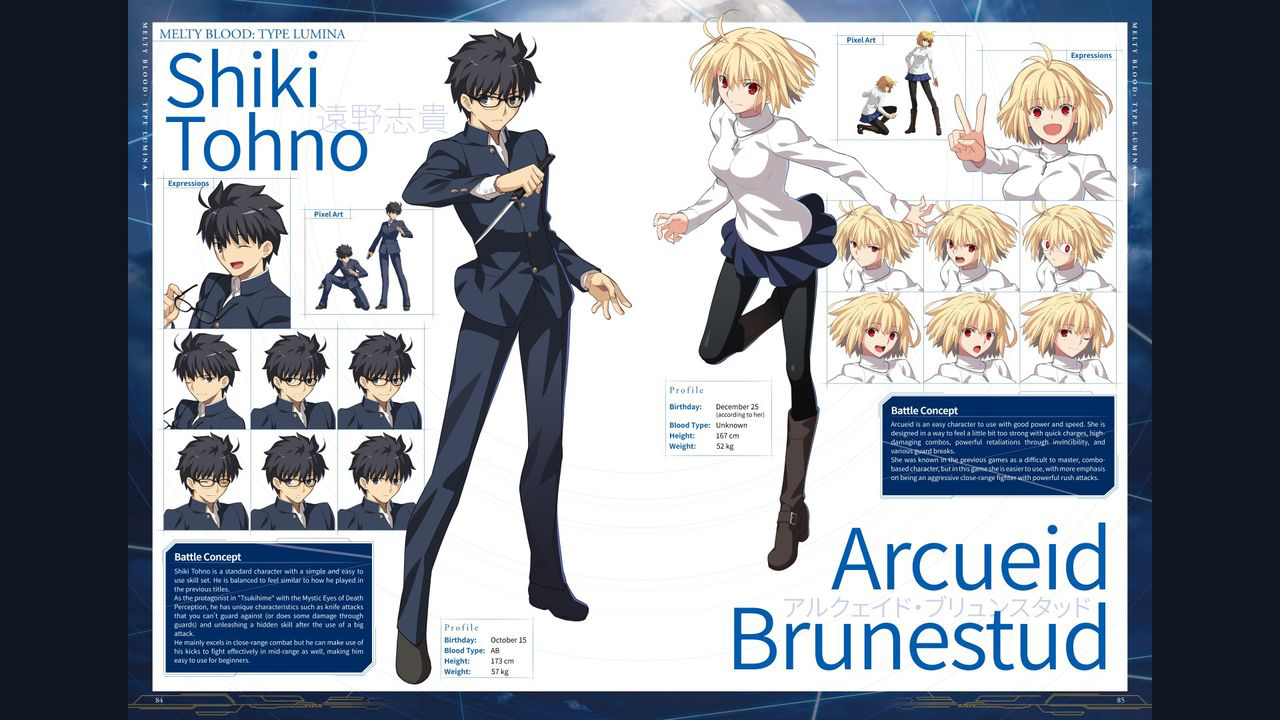 MELTY BLOOD: TYPE LUMINA
MELTY BLOOD: TYPE LUMINA
Shiki
Tohno
遠野志貴
Expressions
Pixel Art
Battle Concept
Shiki Tohno is a standard character with a simple and easy to
use skill set. He is balanced to feel similar to how he played in
the previous titles.
As the protagonist in "Tsukihime" with the Mystic Eyes of Death
Perception, he has unique characteristics such as knife attacks
that you can't guard against (or does some damage through
guards) and unleashing a hidden skill after the use of a big
attack.
He mainly excels in close-range combat but he can make use of
his kicks to fight effectively in mid-range as well, making him
easy to use for beginners.
Profile
Birthday: October 15
Blood Type: AB
Height: 173 cm
Weight: 57 kg
84
Pixel Art
Expressions
MELTY BLOOD: TYPE LUMINA
Profile
Birthday: December 25
(according to her)
Blood Type: Unknown
Height: 167 cm
Weight: 52 kg
Battle Concept
Arcueid is an easy character to use with good power and speed. She is
designed in a way to feel a little bit too strong with quick charges, high-
damaging combos, powerful retaliations through invincibility, and
various guard breaks.
She was known in the previous games as a difficult to master, combo-
based character, but in this game she is easier to use, with more emphasis
on being an aggressive close-range fighter with powerful rush attacks.
Arcueid
アルクェイド・ブリュンスタッド
Brunestud
85